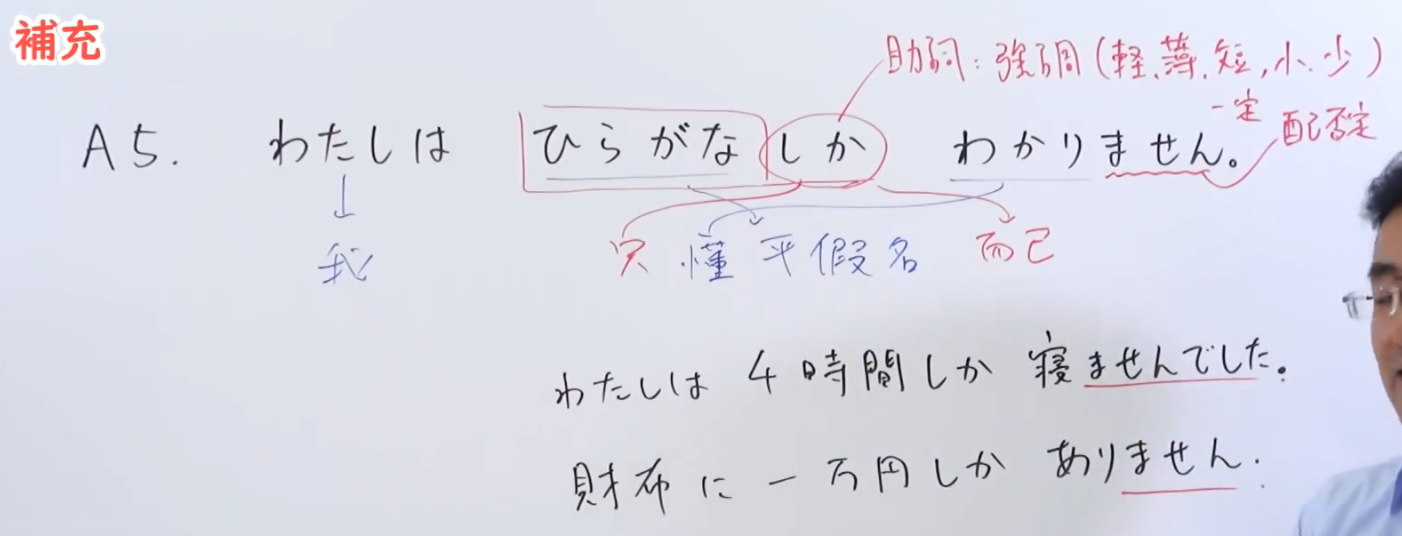 補充
助詞：強調（軽、薄、短、小、少）
A5. わたしは ひらがなしか わかりません。
一定 配否定
我 只 懂 平假名 而已
わたしは 4時間しか 寝ませんでした。
財布に 一万円しか ありません.